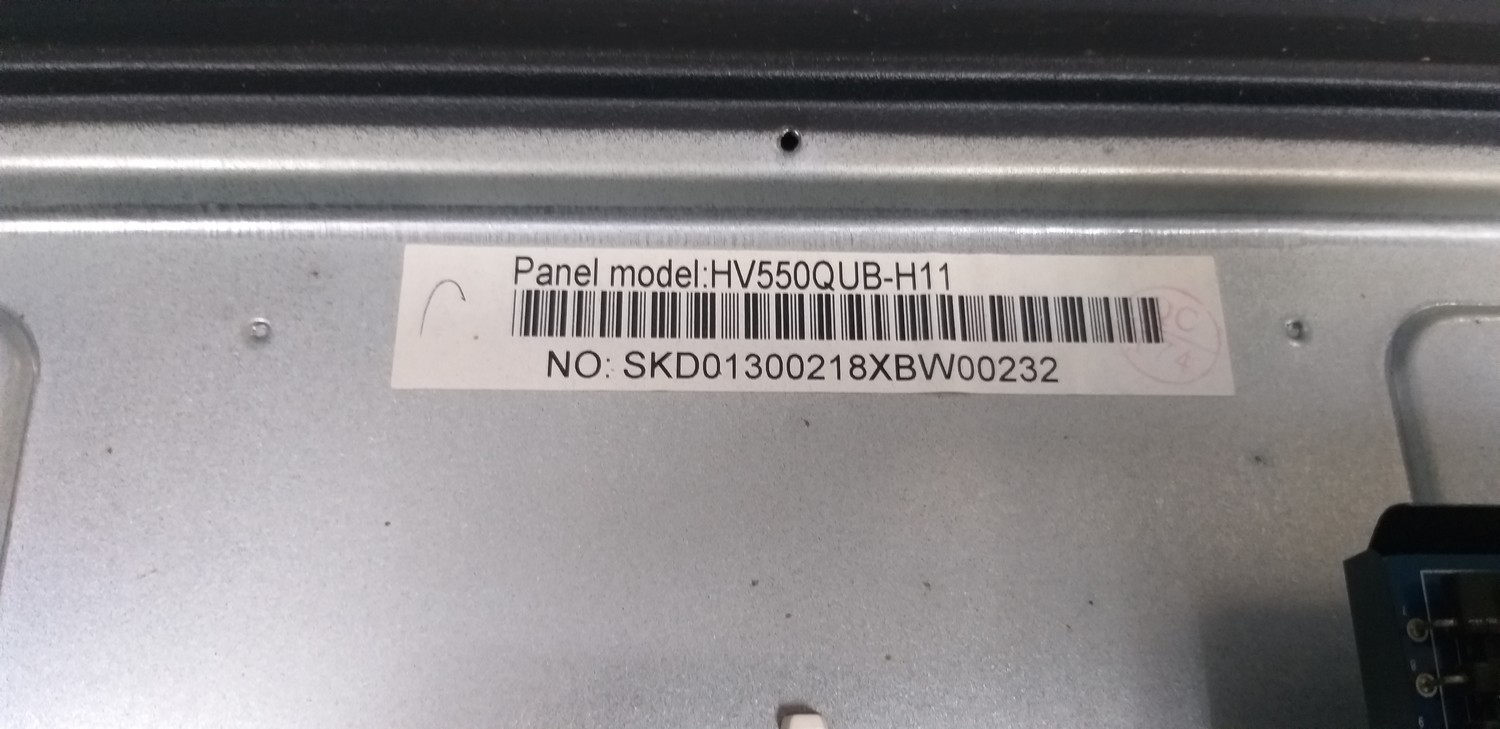 Panel model:HV550QUB-H11
NO: SKD01300218XBW00232